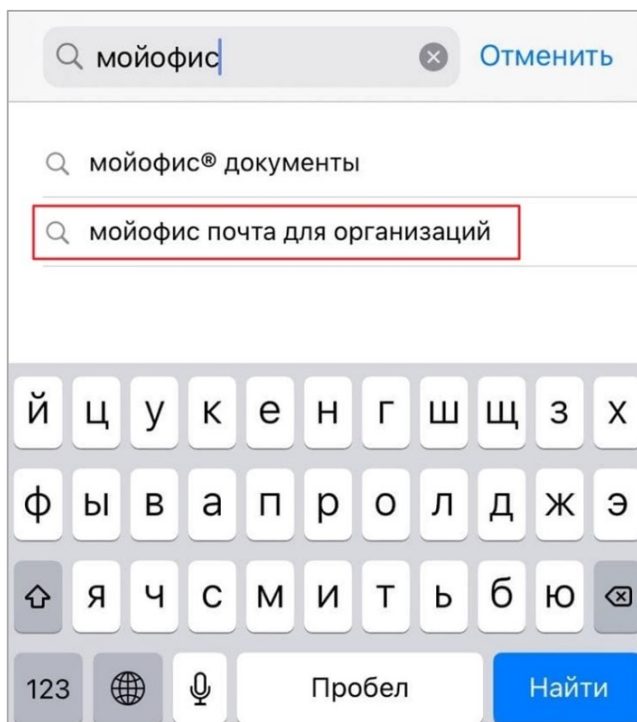 мойофис Отменить
мойофис® документы
мойофис почта для организаций
й ц у к е н г ш щ з х
ф ы в а п р о л д ж э
я ч с м и т ь б ю
123 Пробел Найти